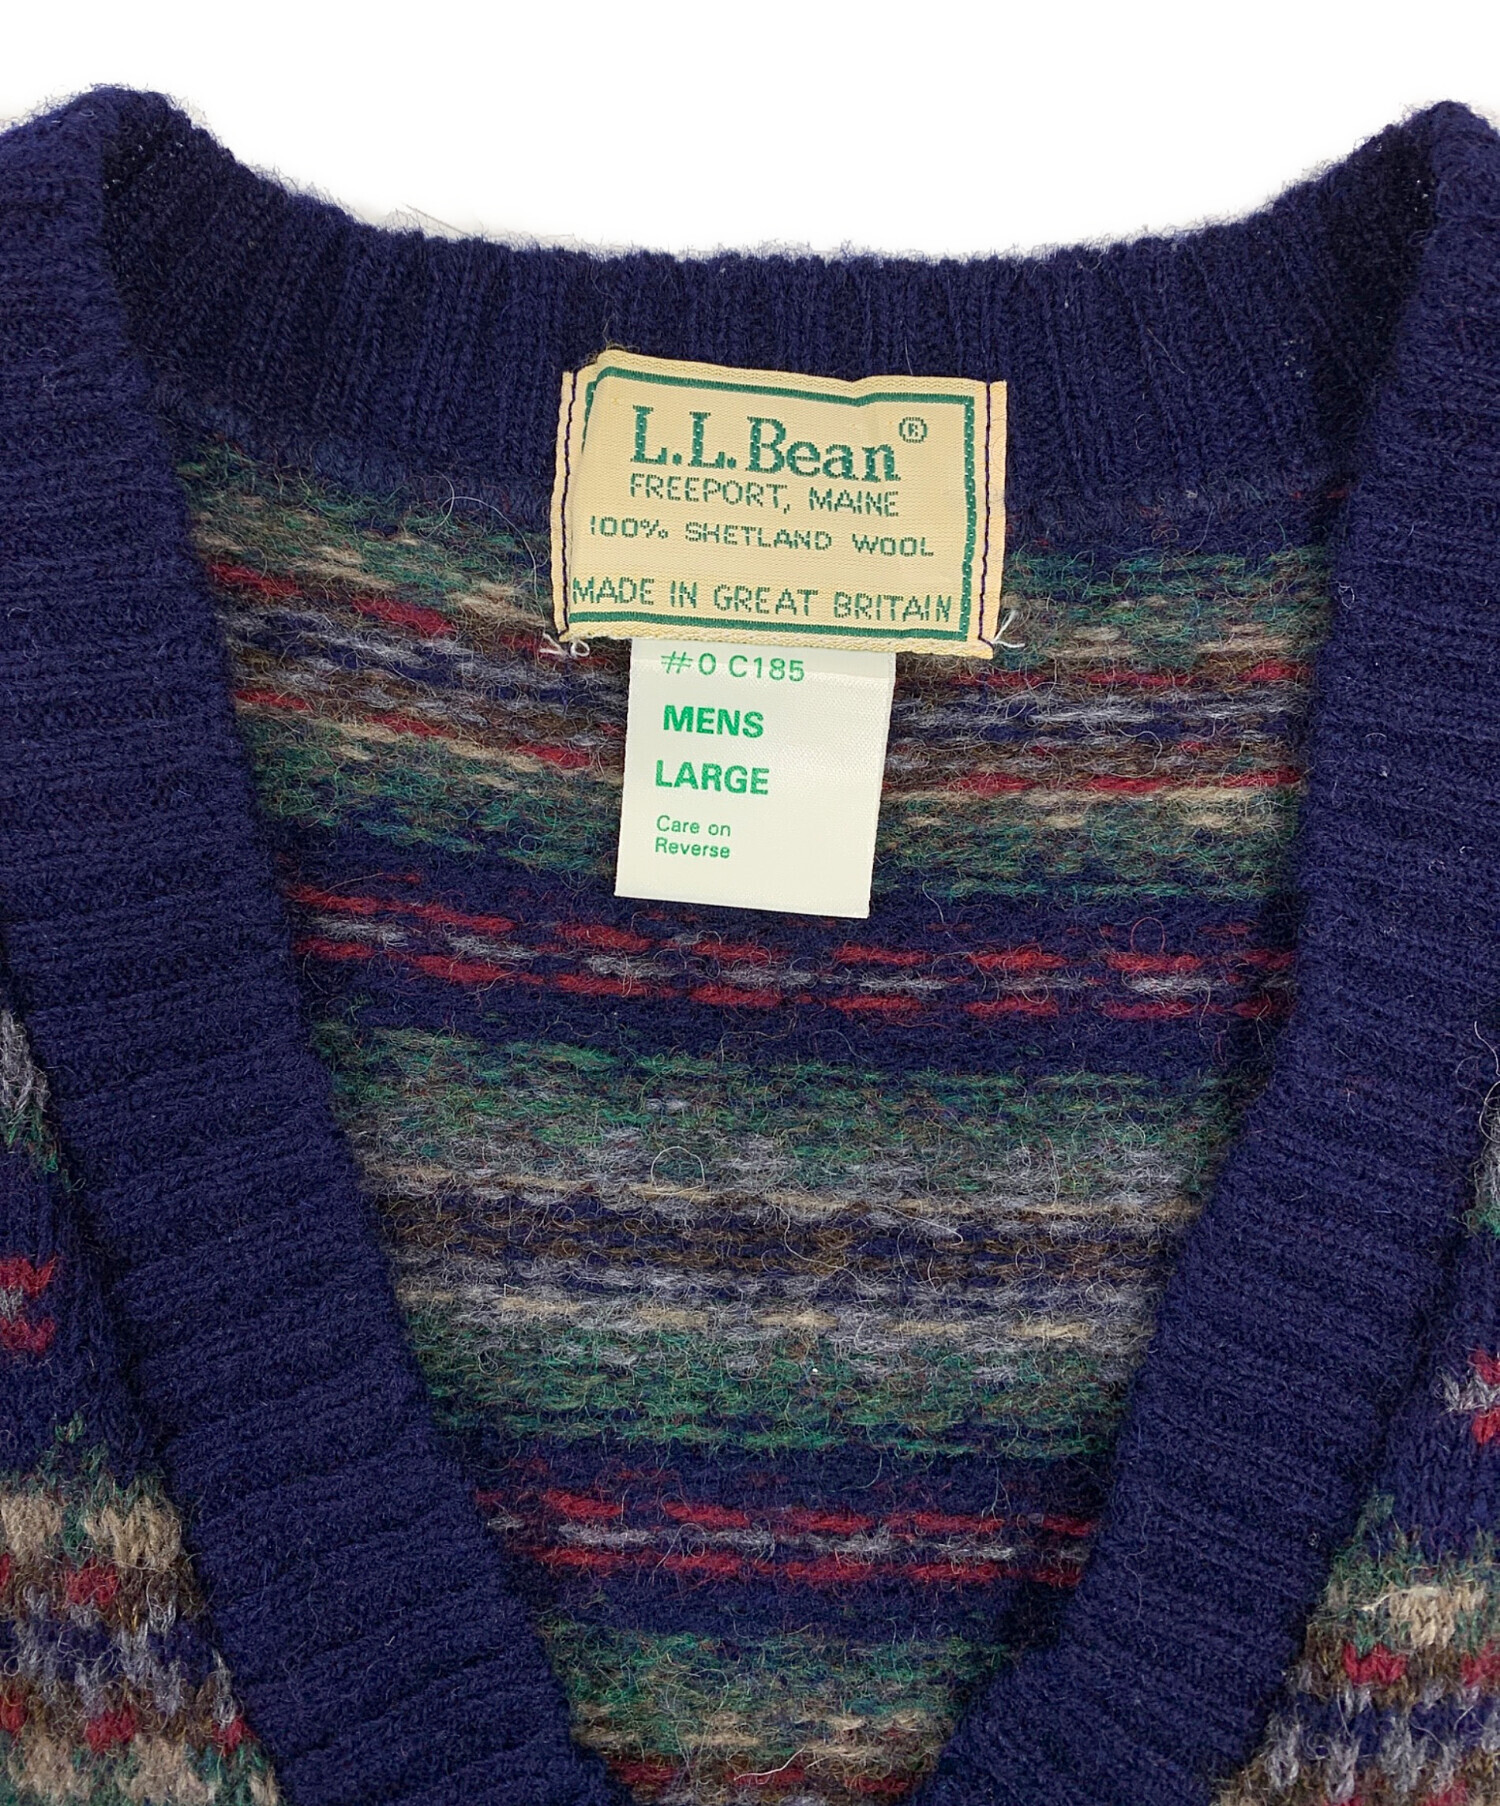 L.L.Bean®
FREEPORT, MAINE
100% SHETLAND WOOL
MADE IN GREAT BRITAIN
#0 C185
MENS
LARGE
Care on
Reverse